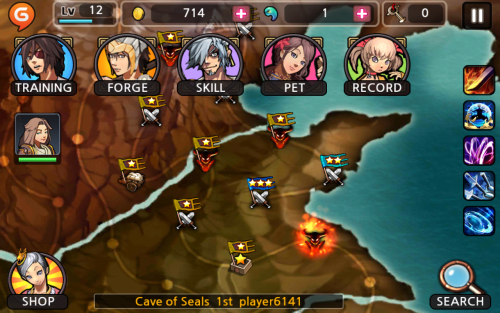 G Lv 12 714 1 0
TRAINING FORGE SKILL PET RECORD
SHOP
Cave of Seals 1st player6141
SEARCH